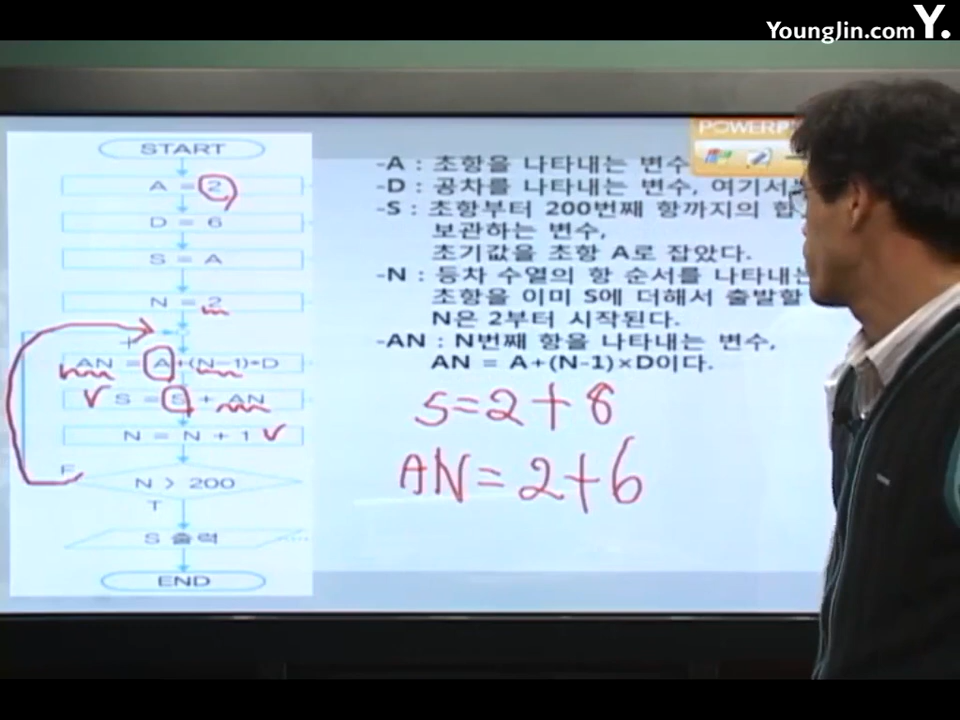 YoungJin.com Y.
START
A = 2
D = 6
S = A
N = 2
AN = A+(N-1)*D
S = S + AN
N = N + 1
F
N > 200
T
S 출력
END
POWERP
-A : 초항을 나타내는 변수
-D : 공차를 나타내는 변수, 여기서
-S : 초항부터 200번째 항까지의 합
보관하는 변수,
초기값을 초항 A로 잡았다.
-N : 등차 수열의 항 순서를 나타내는
초항을 이미 S에 더해서 출발할
N은 2부터 시작된다.
-AN : N번째 항을 나타내는 변수,
AN = A+(N-1)×D이다.
S=2+8
AN=2+6